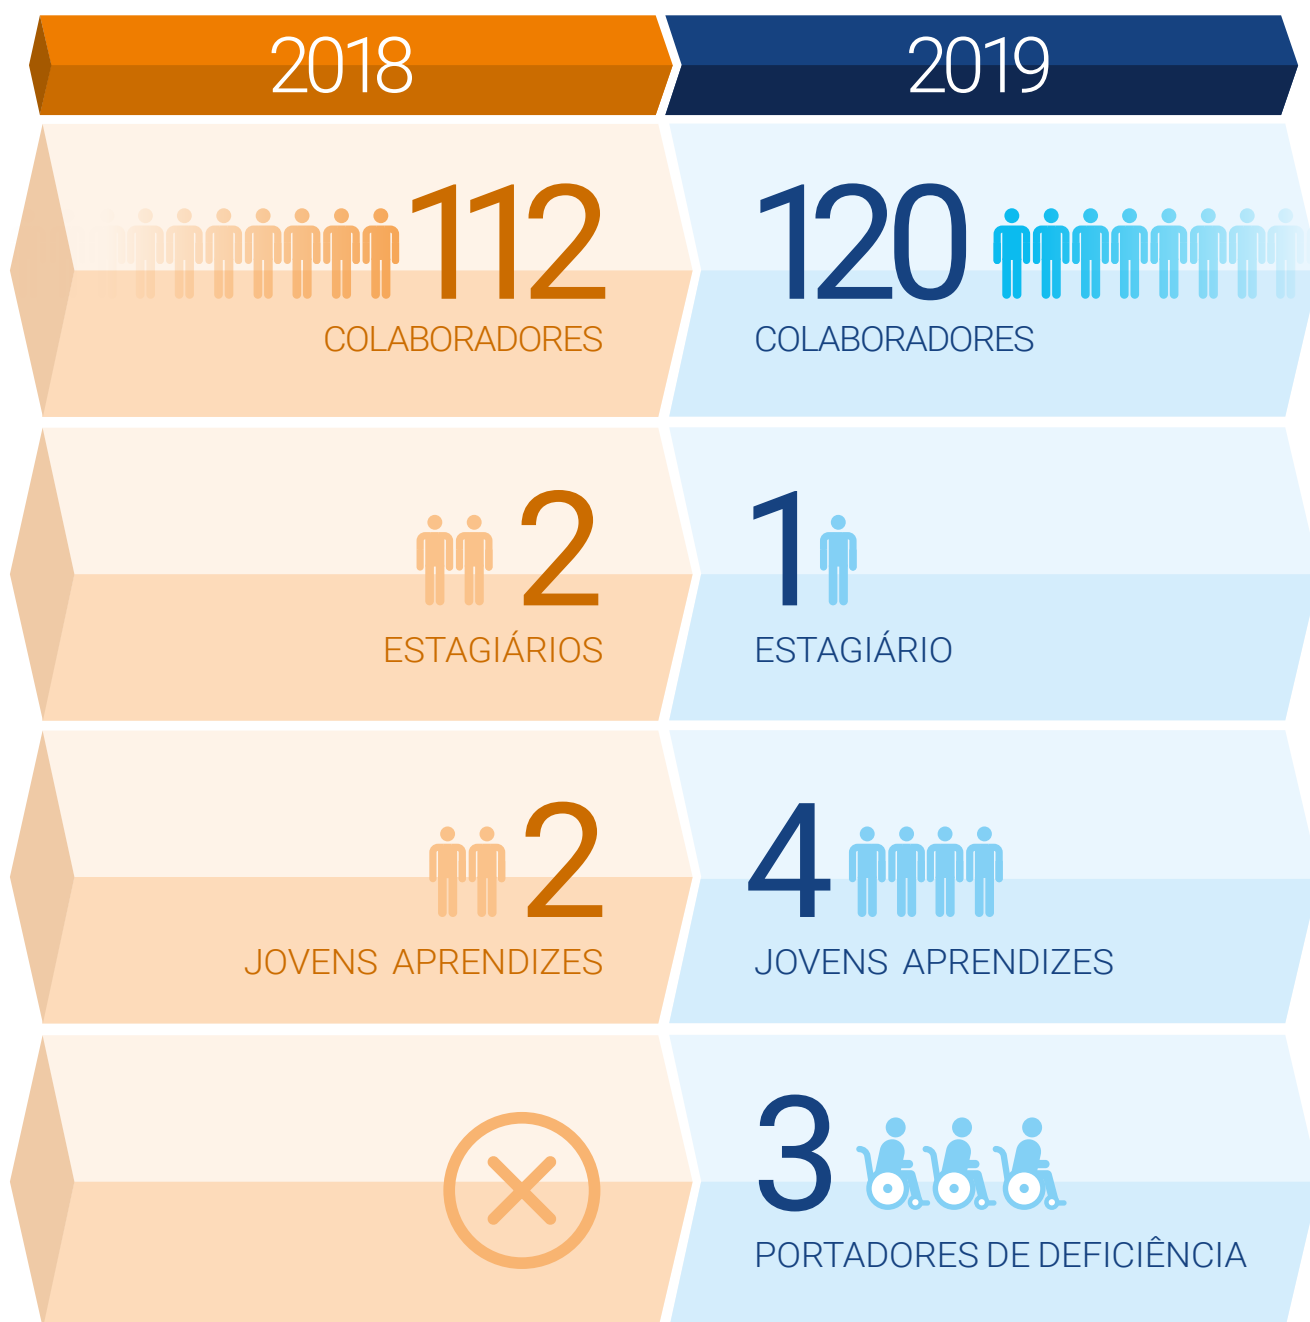 2018
2019
112
COLABORADORES
120
COLABORADORES
2
ESTAGIÁRIOS
1
ESTAGIÁRIO
2
JOVENS APRENDIZES
4
JOVENS APRENDIZES
3
PORTADORES DE DEFICIÊNCIA